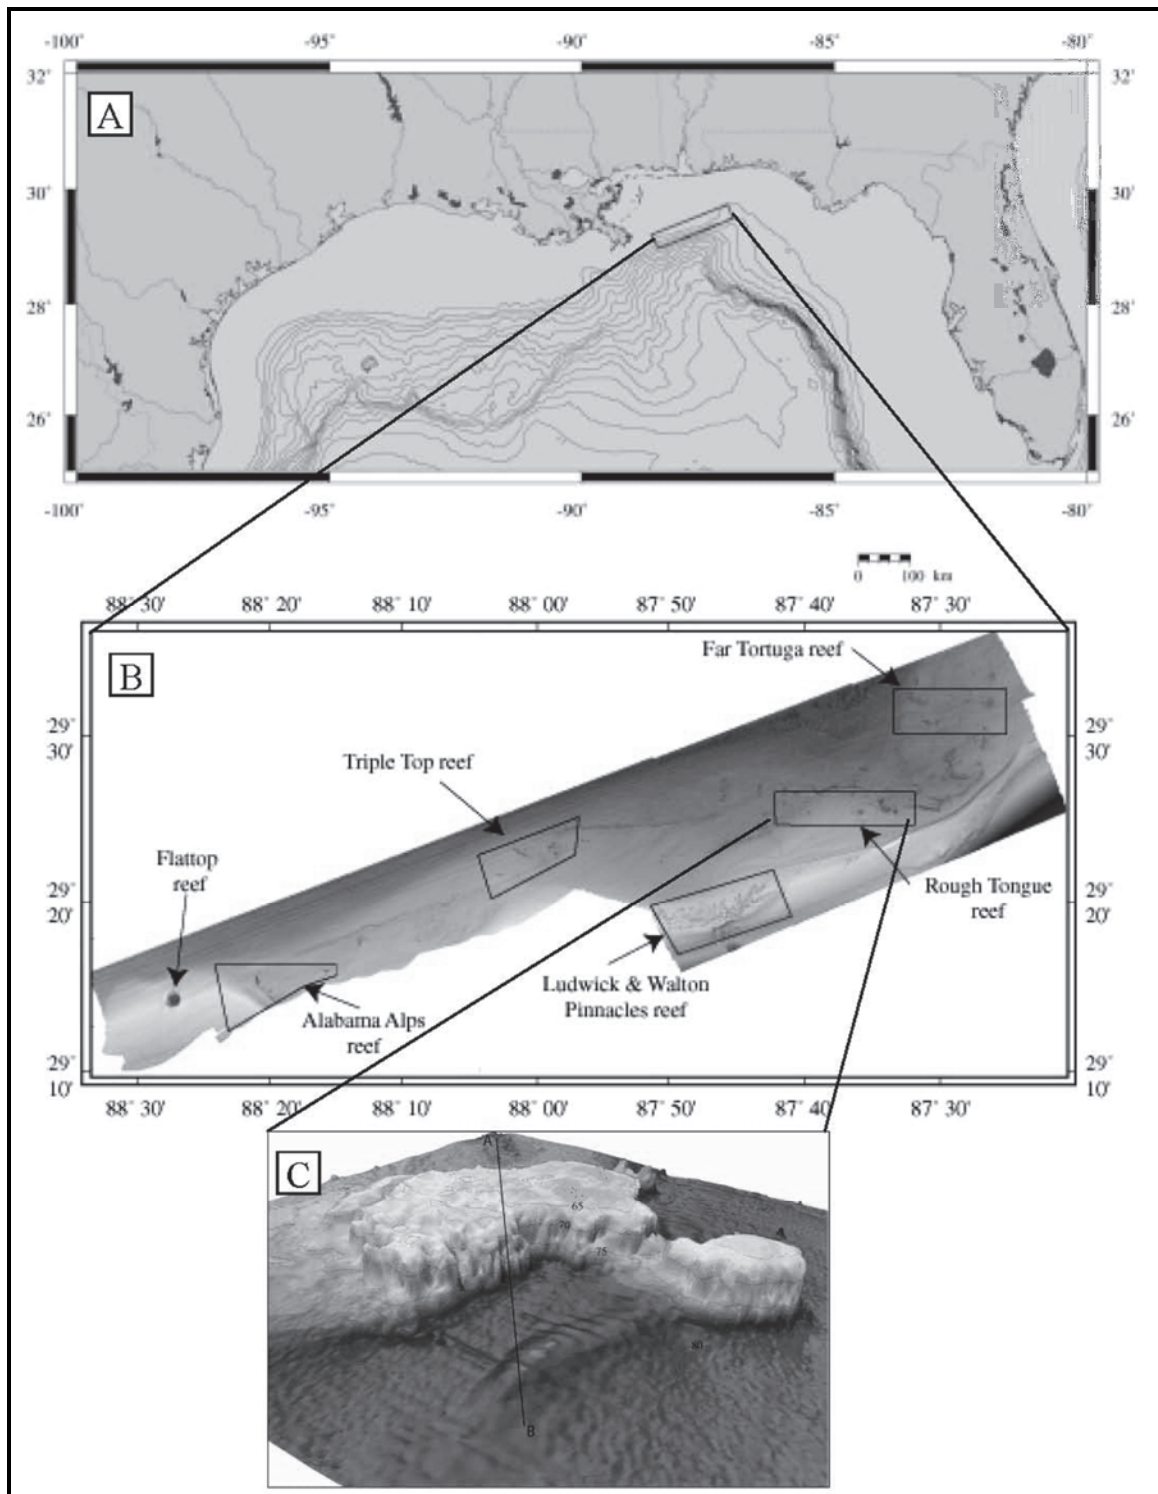 -100˚ -95˚ -90˚ -85˚ -80˚
32˚ 32˚
A
30˚ 30˚
28˚ 28˚
26˚ 26˚
-100˚ -95˚ -90˚ -85˚ -80˚
0 100 km
88˚ 30' 88˚ 20' 88˚ 10' 88˚ 00' 87˚ 50' 87˚ 40' 87˚ 30'
B
Far Tortuga reef
29˚ 29˚
30' 30'
Triple Top reef
Flattop
reef
29˚ 29˚
20' 20'
Rough Tongue
reef
Ludwick & Walton
Pinnacles reef
Alabama Alps
reef
29˚ 29˚
10' 10'
88˚ 30' 88˚ 20' 88˚ 10' 88˚ 00' 87˚ 50' 87˚ 40' 87˚ 30'
A
C
65
70
75
A
80
B